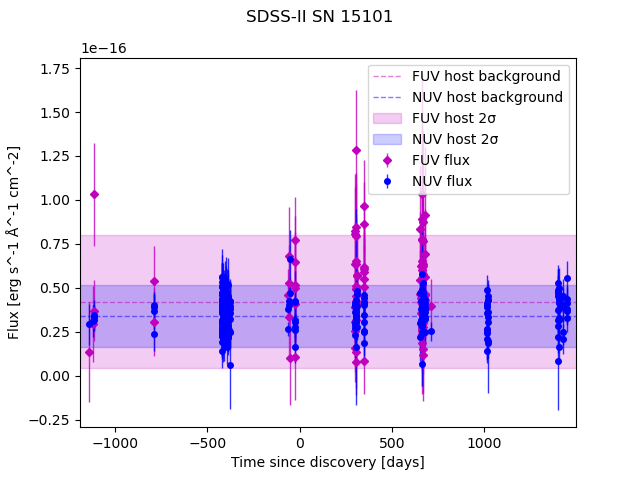 SDSS-II SN 15101
1e−16
1.75
1.50
1.25
1.00
0.75
0.50
0.25
0.00
−0.25
Flux [erg s^-1 Å^-1 cm^-2]
FUV host background
NUV host background
FUV host 2σ
NUV host 2σ
FUV flux
NUV flux
−1000 −500 0 500 1000
Time since discovery [days]